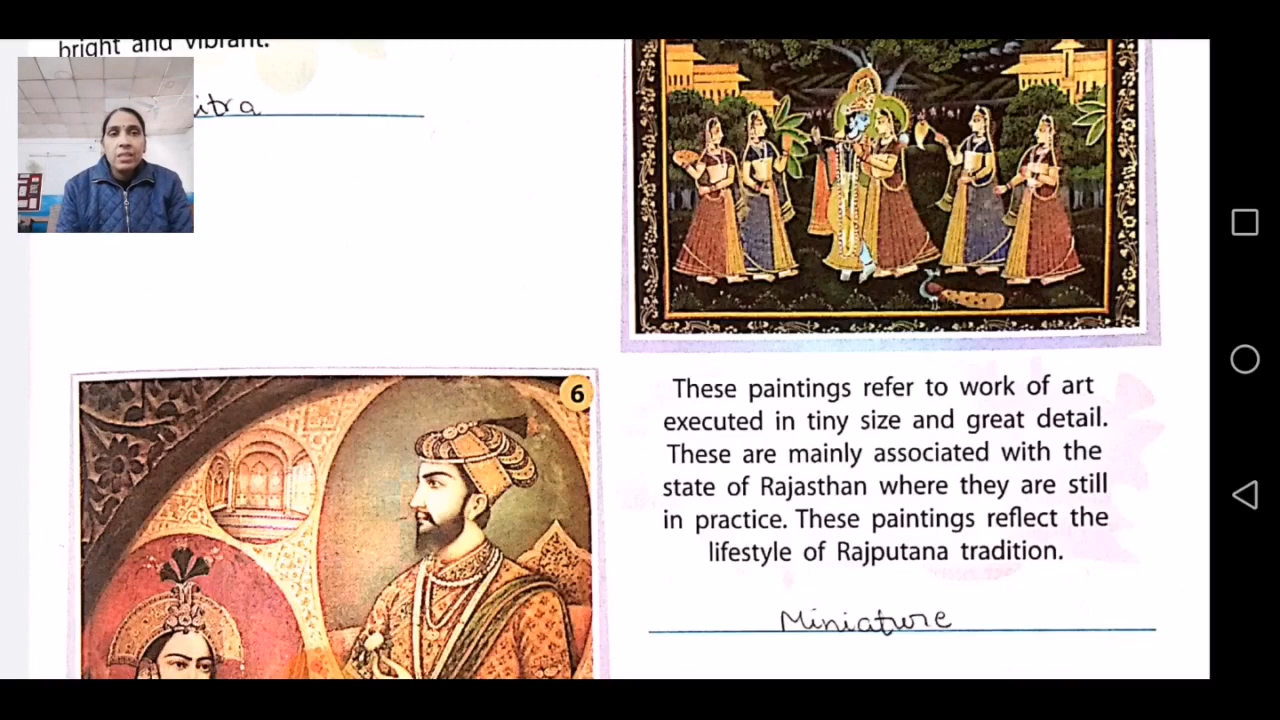 bright and vibrant.
itra
6
These paintings refer to work of art
executed in tiny size and great detail.
These are mainly associated with the
state of Rajasthan where they are still
in practice. These paintings reflect the
lifestyle of Rajputana tradition.
Miniature